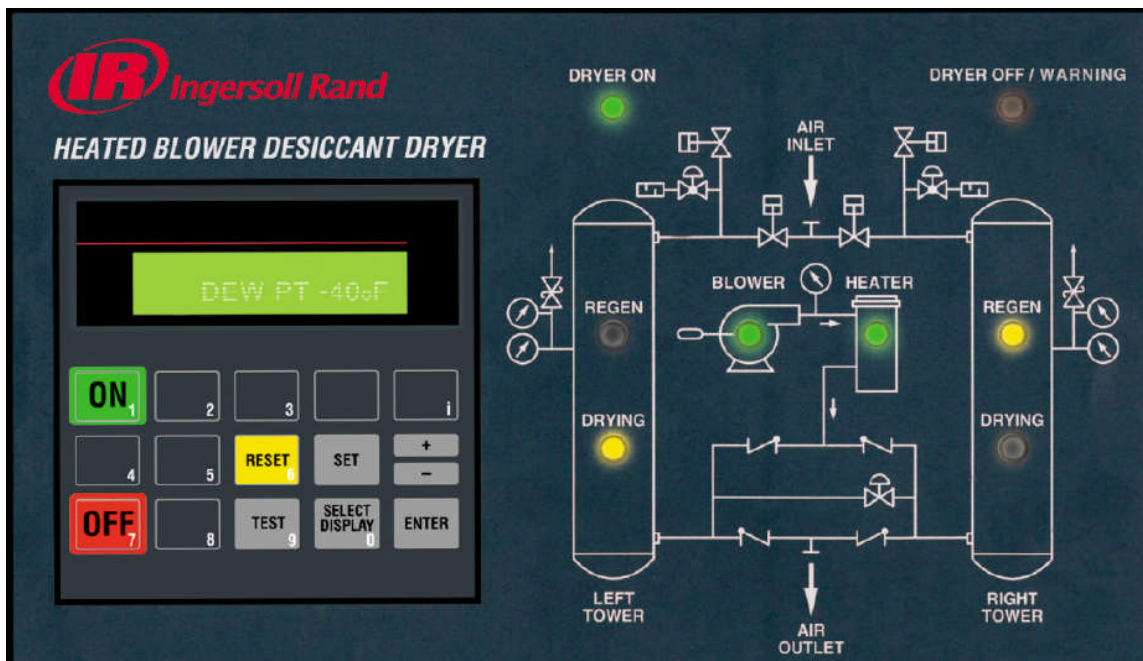 IR Ingersoll Rand
HEATED BLOWER DESICCANT DRYER
DEW PT -40°F
ON 1
2
3
i
4
5
RESET 6
SET
+
−
OFF 7
8
TEST 9
SELECT
DISPLAY 0
ENTER
DRYER ON
DRYER OFF / WARNING
AIR
INLET
BLOWER
HEATER
REGEN
REGEN
DRYING
DRYING
LEFT
TOWER
AIR
OUTLET
RIGHT
TOWER